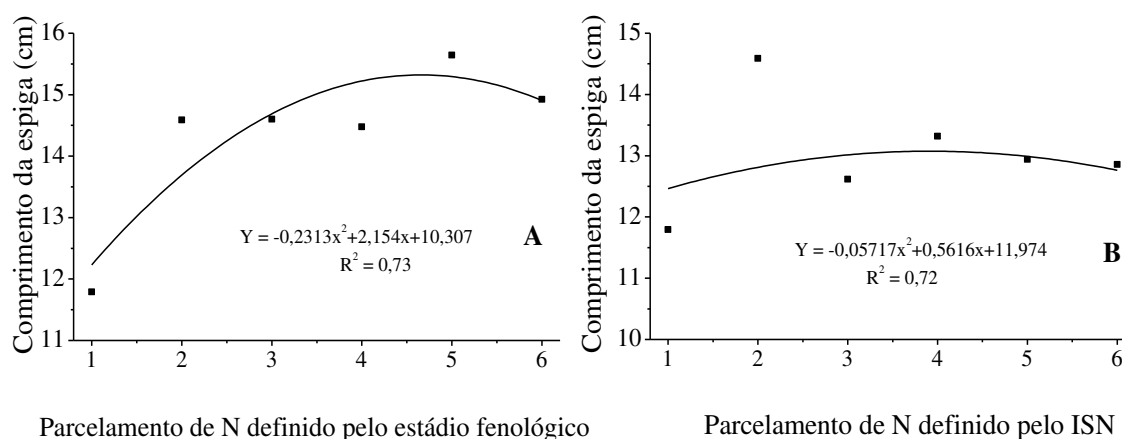 Comprimento da espiga (cm)
16
15
14
13
12
11
1 2 3 4 5 6
Y = -0,2313x²+2,154x+10,307
R² = 0,73
A
Parcelamento de N definido pelo estádio fenológico
Comprimento da espiga (cm)
15
14
13
12
11
10
1 2 3 4 5 6
Y = -0,05717x²+0,5616x+11,974
R² = 0,72
B
Parcelamento de N definido pelo ISN